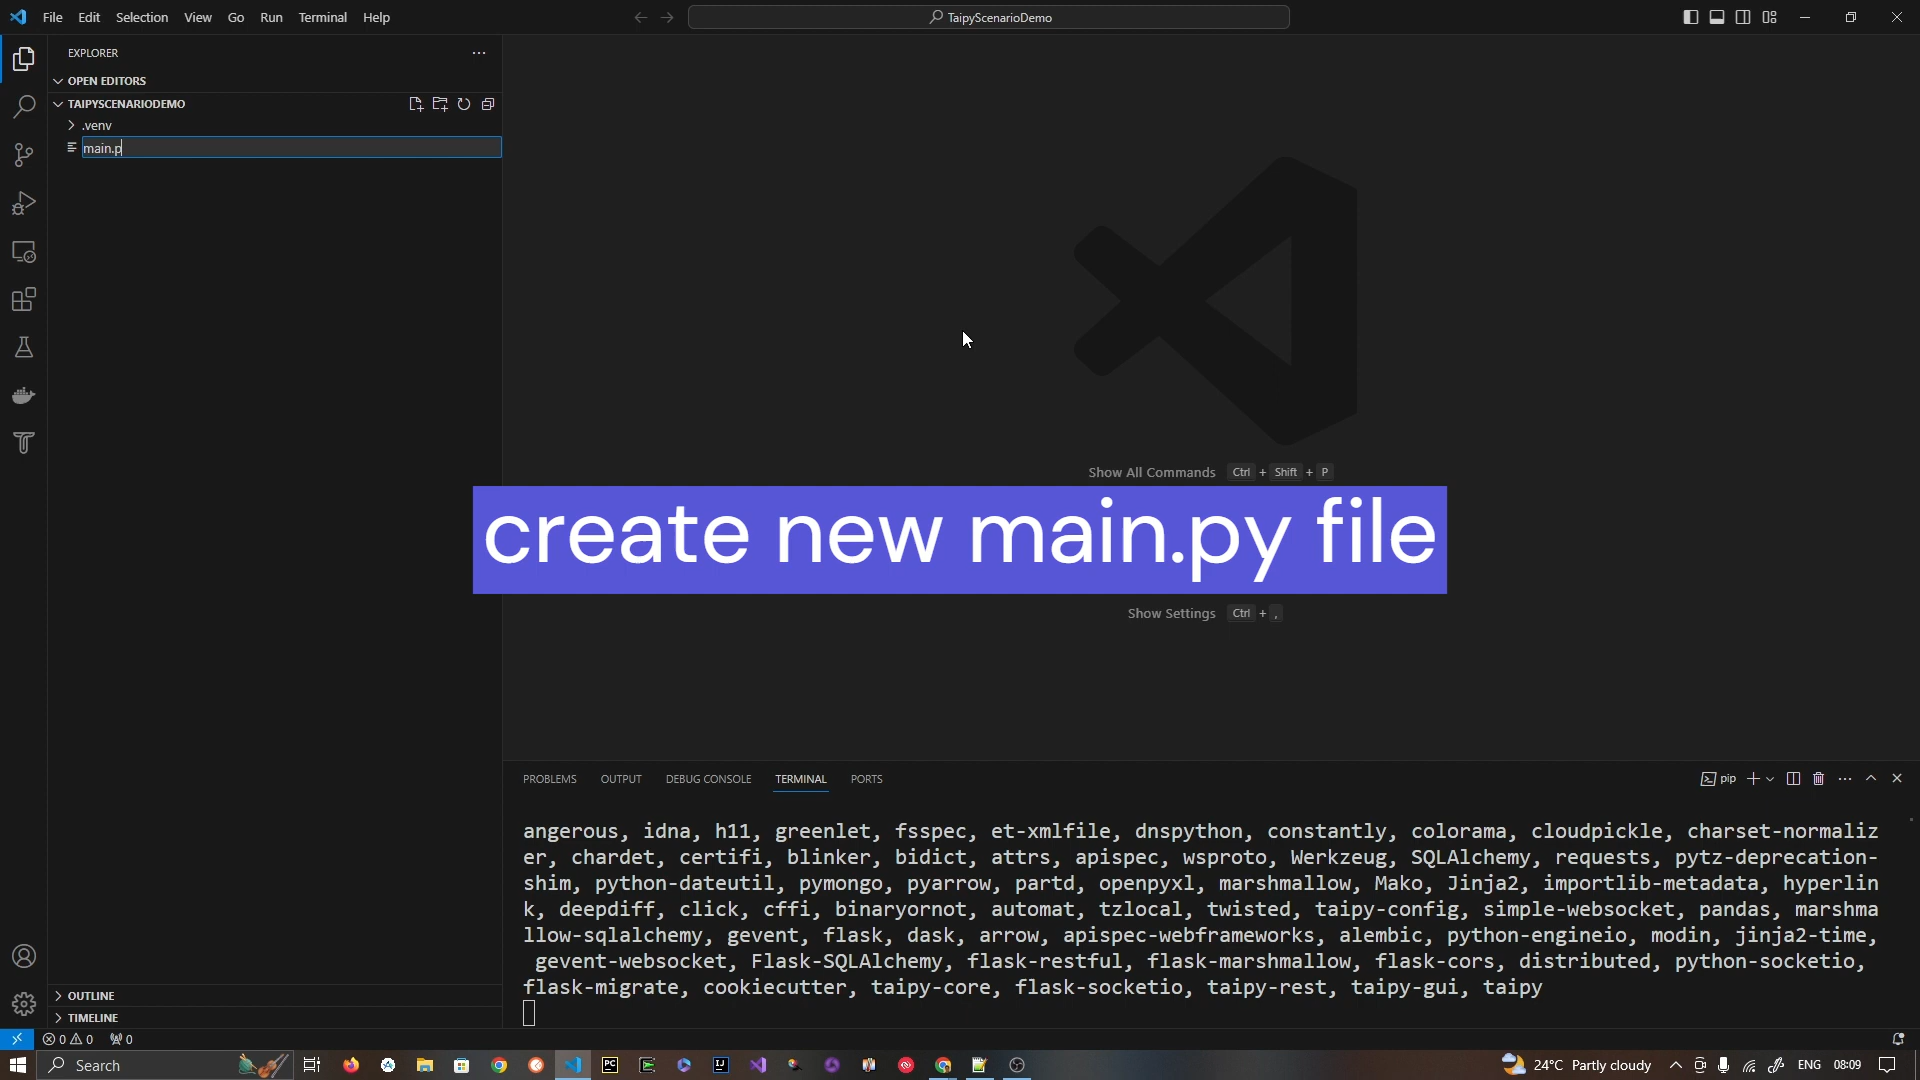 File Edit Selection View Go Run Terminal Help
TaipyScenarioDemo
EXPLORER
OPEN EDITORS
TAIPYSCENARIODEMO
.venv
main.p
Show All Commands Ctrl + Shift + P
create new main.py file
Show Settings Ctrl + ,
PROBLEMS OUTPUT DEBUG CONSOLE TERMINAL PORTS
pip
angerous, idna, h11, greenlet, fsspec, et-xmlfile, dnspython, constantly, colorama, cloudpickle, charset-normaliz
er, chardet, certifi, blinker, bidict, attrs, apispec, wsproto, Werkzeug, SQLAlchemy, requests, pytz-deprecation-
shim, python-dateutil, pymongo, pyarrow, partd, openpyxl, marshmallow, Mako, Jinja2, importlib-metadata, hyperlin
k, deepdiff, click, cffi, binaryornot, automat, tzlocal, twisted, taipy-config, simple-websocket, pandas, marshma
llow-sqlalchemy, gevent, flask, dask, arrow, apispec-webframeworks, alembic, python-engineio, modin, jinja2-time,
gevent-websocket, Flask-SQLAlchemy, flask-restful, flask-marshmallow, flask-cors, distributed, python-socketio,
flask-migrate, cookiecutter, taipy-core, flask-socketio, taipy-rest, taipy-gui, taipy
OUTLINE
TIMELINE
0 0 0
Search
PC
IJ
24°C Partly cloudy
ENG 08:09